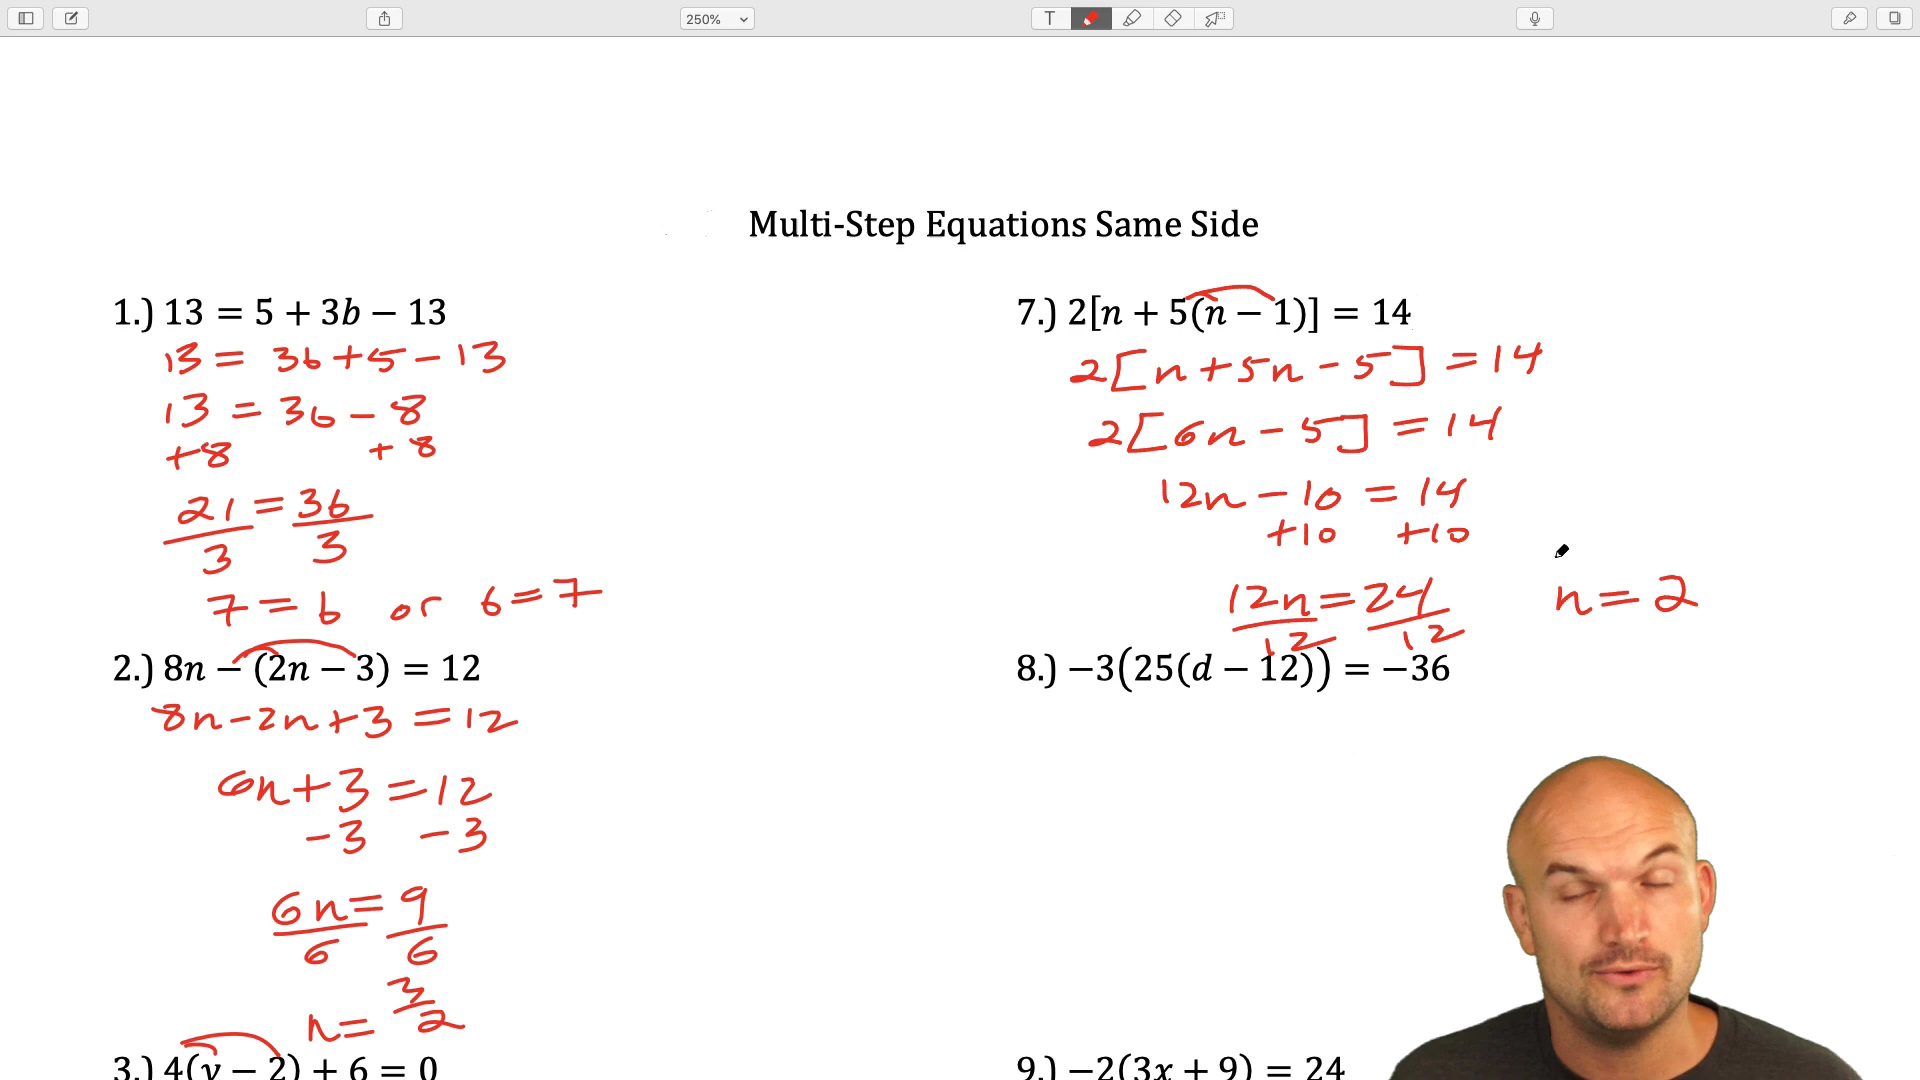 250%
T
Multi-Step Equations Same Side
1.) 13 = 5 + 3b − 13
13 = 3b + 5 − 13
13 = 3b − 8
+8 +8
21 = 3b
3 3
7 = b or b = 7
2.) 8n − (2n − 3) = 12
8n − 2n + 3 = 12
6n + 3 = 12
−3 −3
6n = 9
6 6
n = 3/2
3.) 4(y − 2) + 6 = 0
7.) 2[n + 5(n − 1)] = 14
2[n + 5n − 5] = 14
2[6n − 5] = 14
12n − 10 = 14
+10 +10
12n = 24 n = 2
12 12
8.) −3(25(d − 12)) = −36
9.) −2(3x + 9) = 24